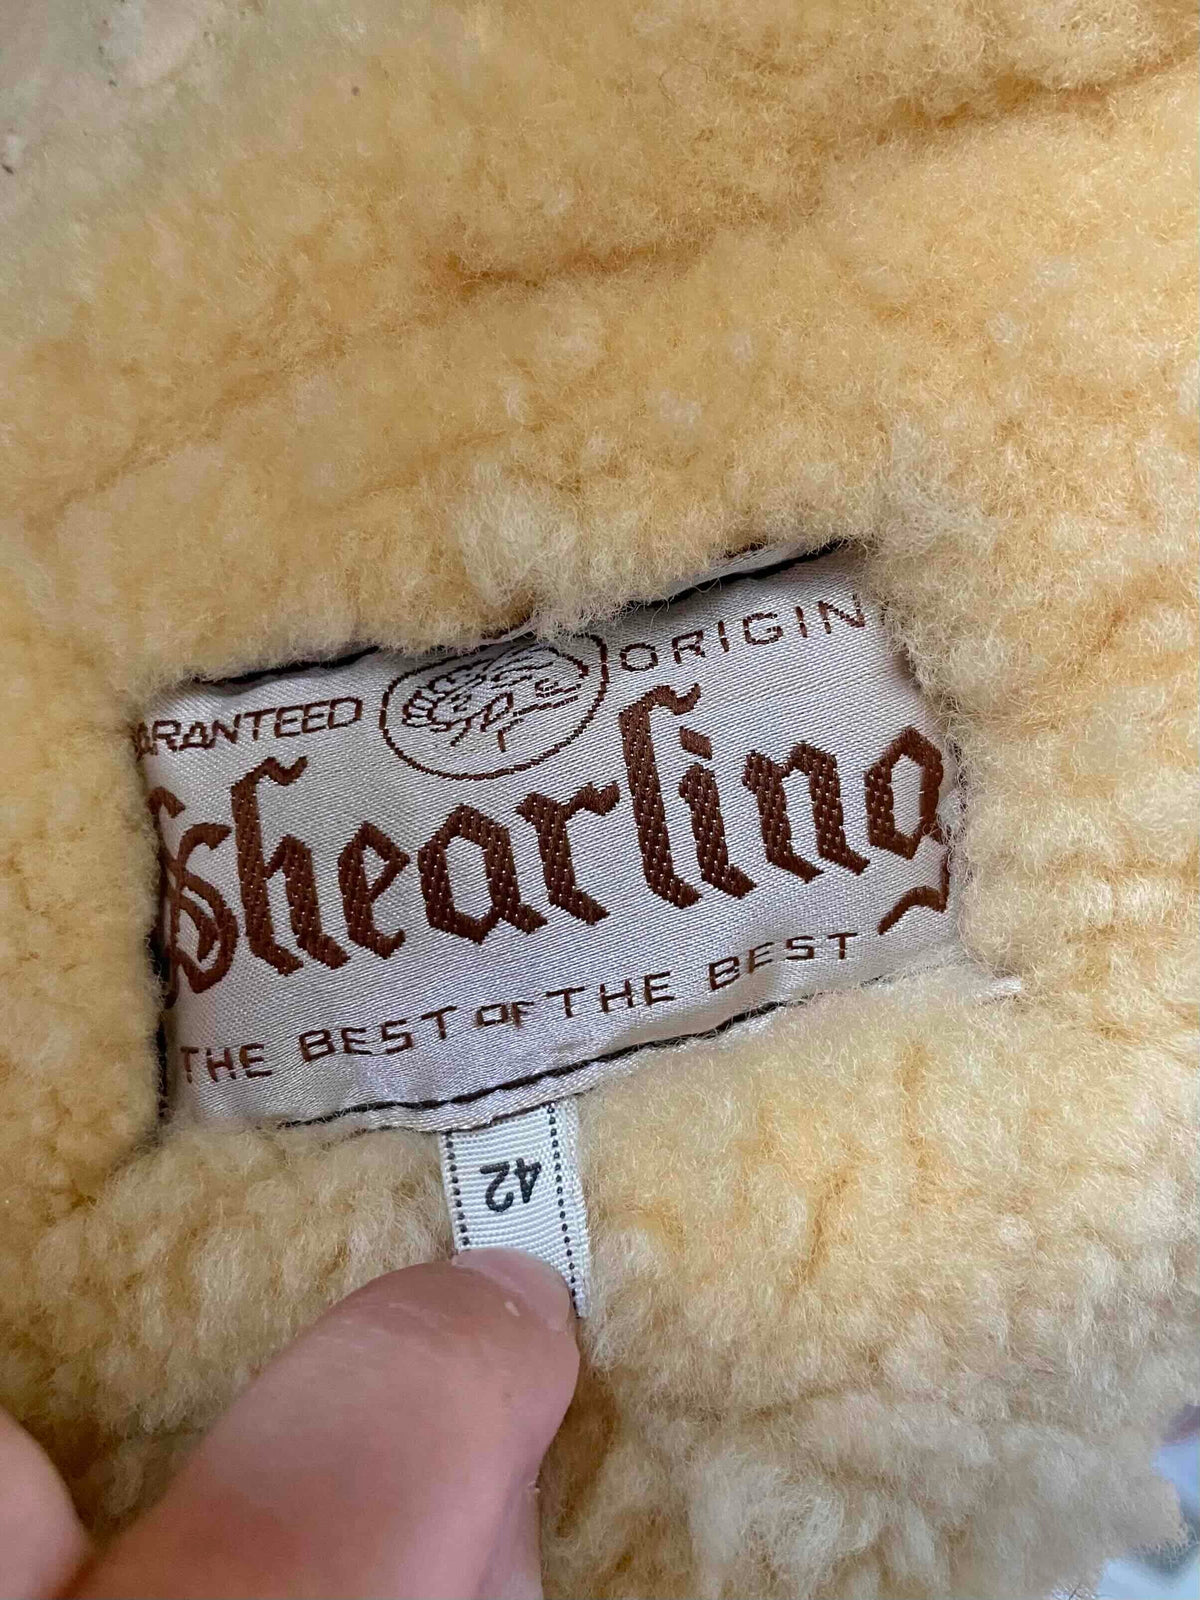 ARANTEED ORIGIN
Shearling
THE BEST OF THE BEST
42